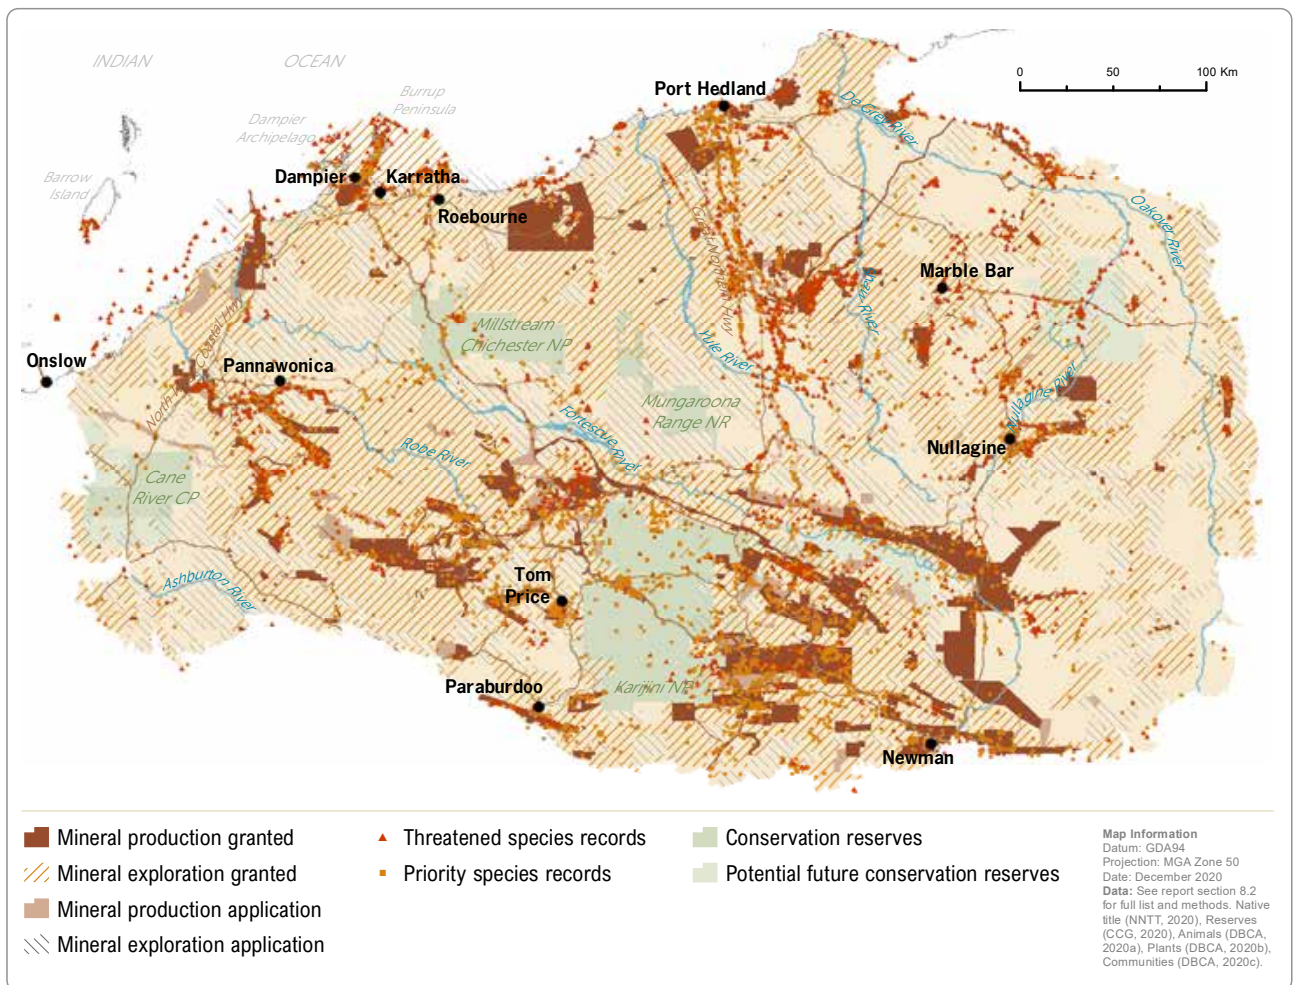 INDIAN
OCEAN
Burrup
Peninsula
Dampier
Archipelago
Barrow
Island
Port Hedland
0 50 100 Km
De Grey River
Dampier
Karratha
Roebourne
Oakover River
Great Northern Hwy
Marble Bar
Shaw River
North West Coastal Hwy
Millstream
Chichester NP
Yule River
Onslow
Pannawonica
Mungaroona
Range NR
Nullagine River
Fortescue River
Robe River
Nullagine
Cane
River CP
Ashburton River
Tom
Price
Paraburdoo
Karijini NP
Newman
Mineral production granted
Mineral exploration granted
Mineral production application
Mineral exploration application
Threatened species records
Priority species records
Conservation reserves
Potential future conservation reserves
Map Information
Datum: GDA94
Projection: MGA Zone 50
Date: December 2020
Data: See report section 8.2
for full list and methods. Native
title (NNTT, 2020), Reserves
(CCG, 2020), Animals (DBCA,
2020a), Plants (DBCA, 2020b),
Communities (DBCA, 2020c).